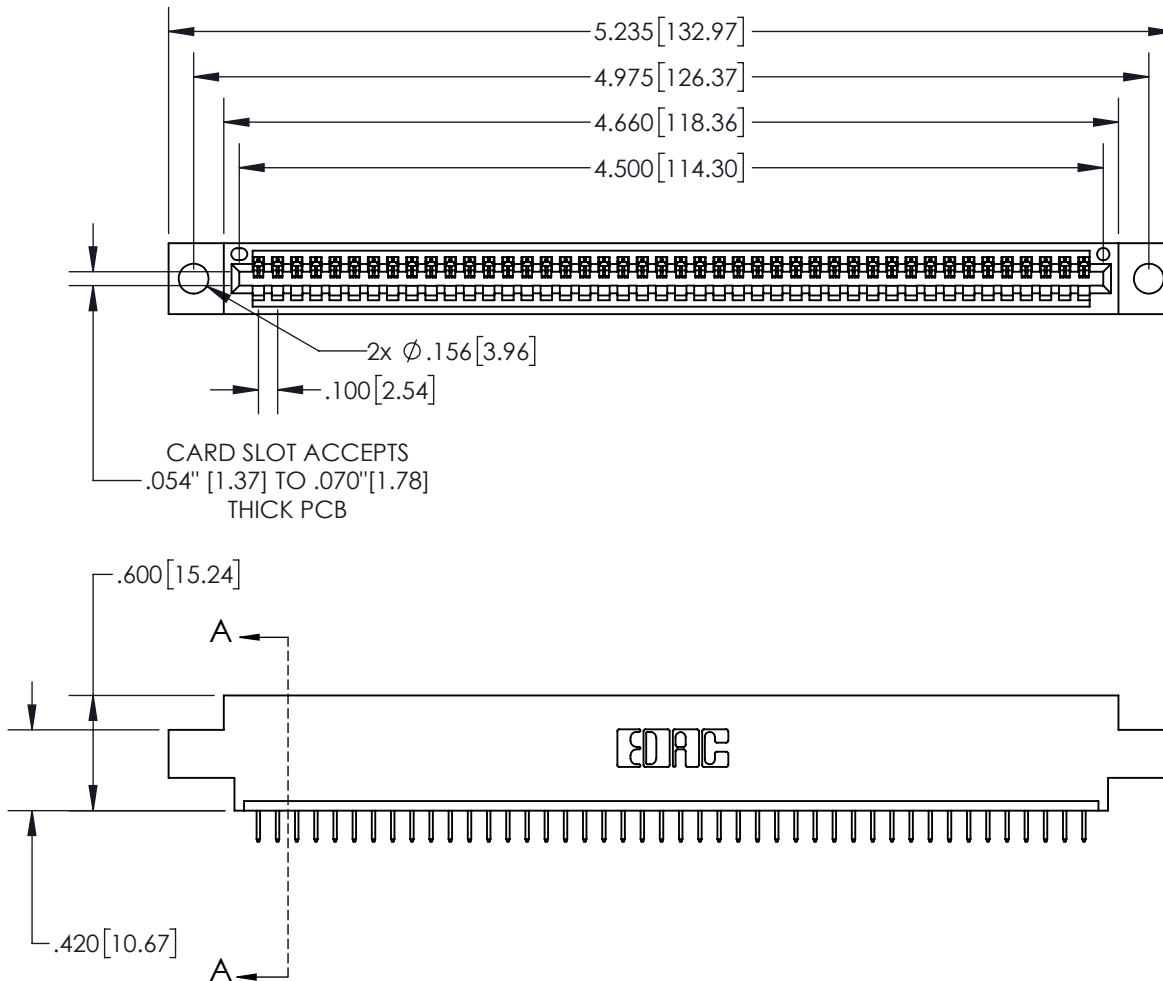 5.235[132.97]
4.975[126.37]
4.660[118.36]
4.500[114.30]
2x Ø.156[3.96]
.100[2.54]
CARD SLOT ACCEPTS
.054" [1.37] TO .070"[1.78]
THICK PCB
.600[15.24]
A
EDAC
.420[10.67]
A